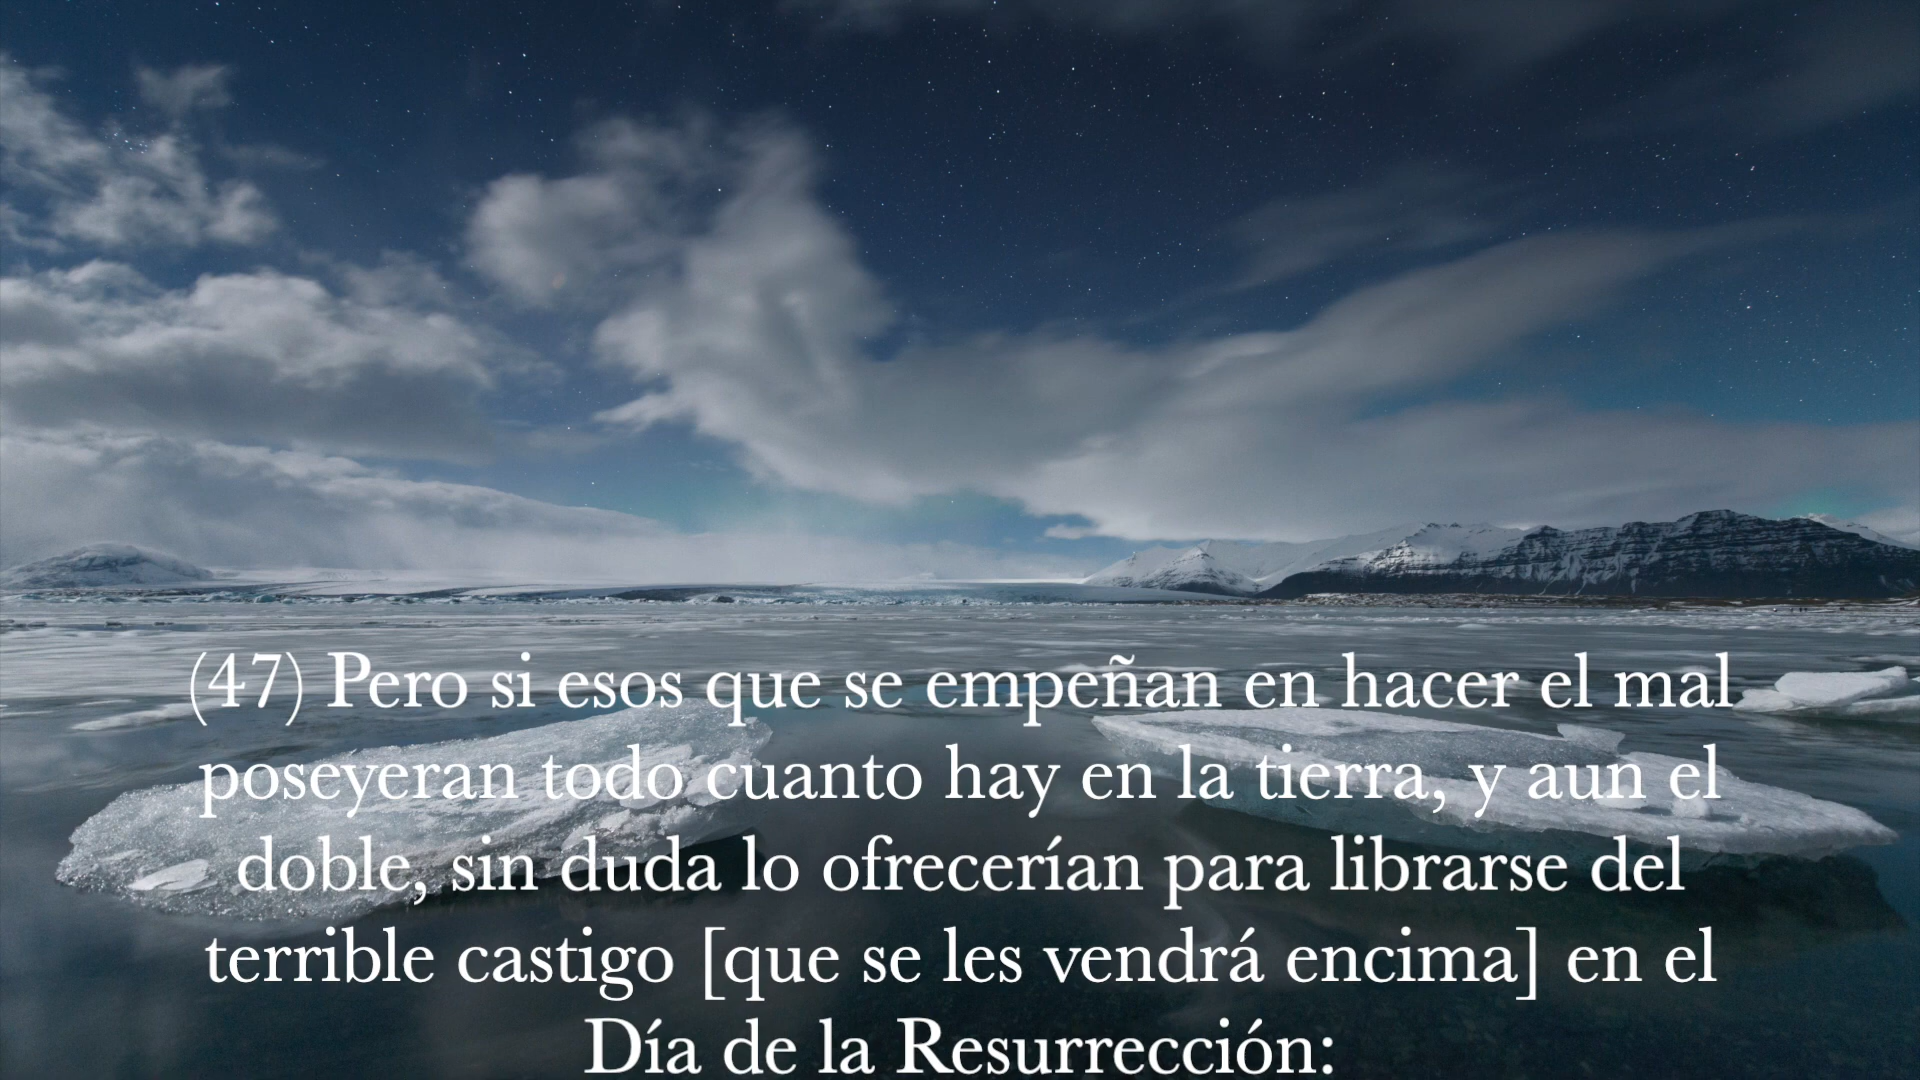 (47) Pero si esos que se empeñan en hacer el mal
poseyeran todo cuanto hay en la tierra, y aun el
doble, sin duda lo ofrecerían para librarse del
terrible castigo [que se les vendrá encima] en el
Día de la Resurrección: